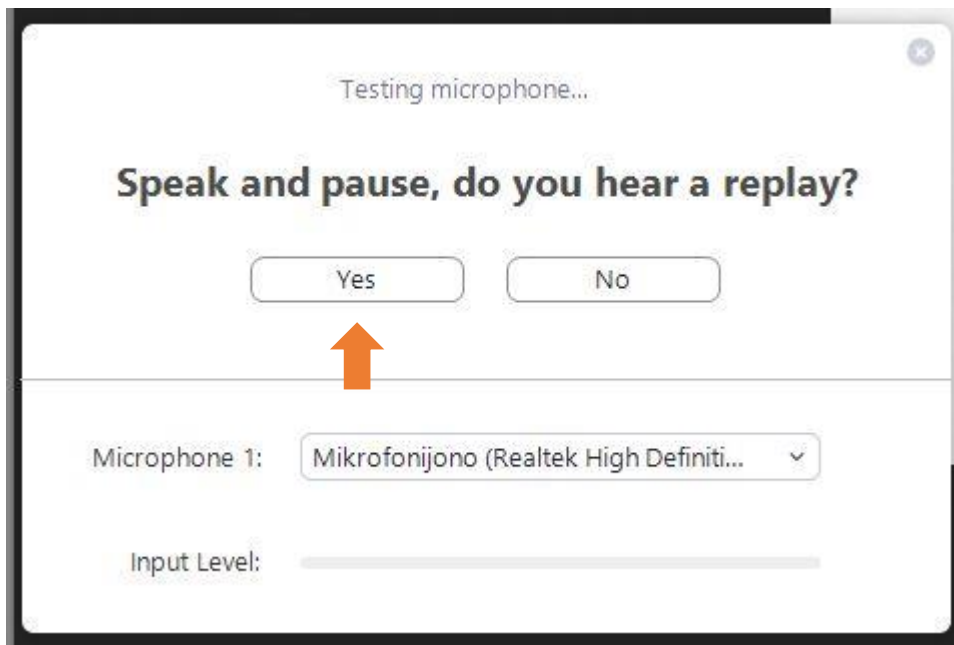 Testing microphone...
Speak and pause, do you hear a replay?
Yes No
Microphone 1: Mikrofonijono (Realtek High Definiti...
Input Level: